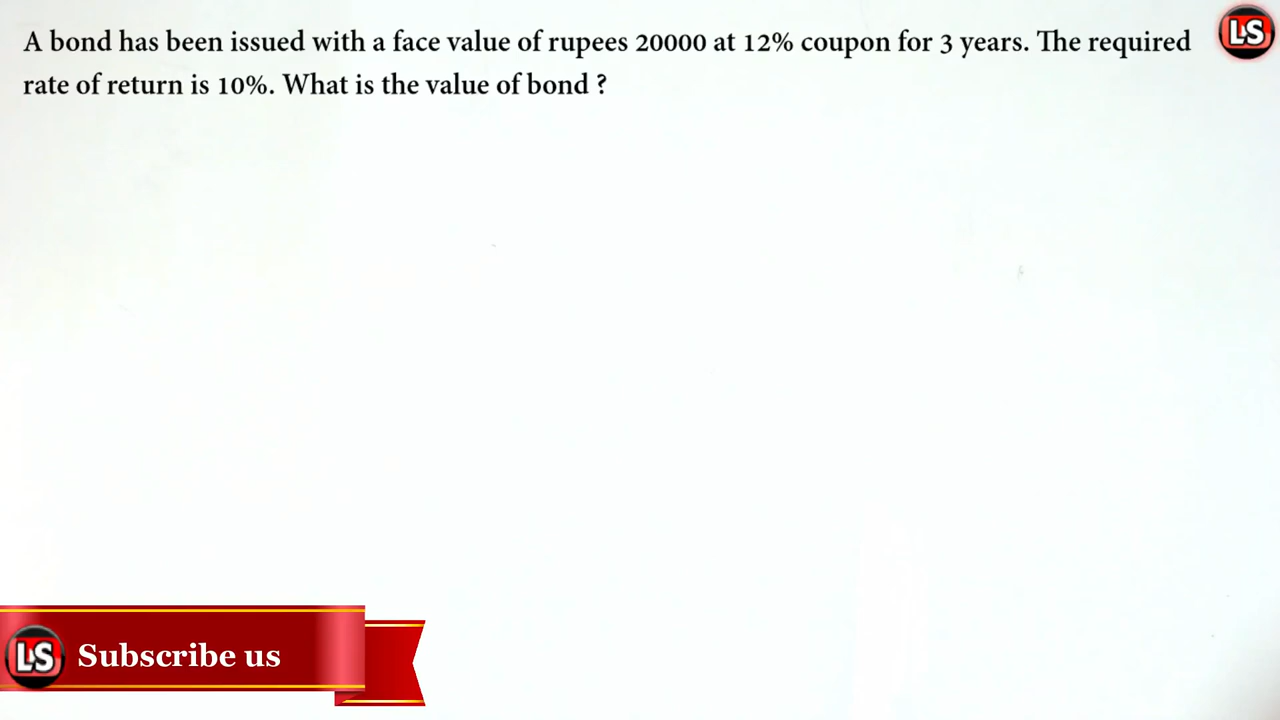 A bond has been issued with a face value of rupees 20000 at 12% coupon for 3 years. The required
rate of return is 10%. What is the value of bond ?
LS
LS
Subscribe us